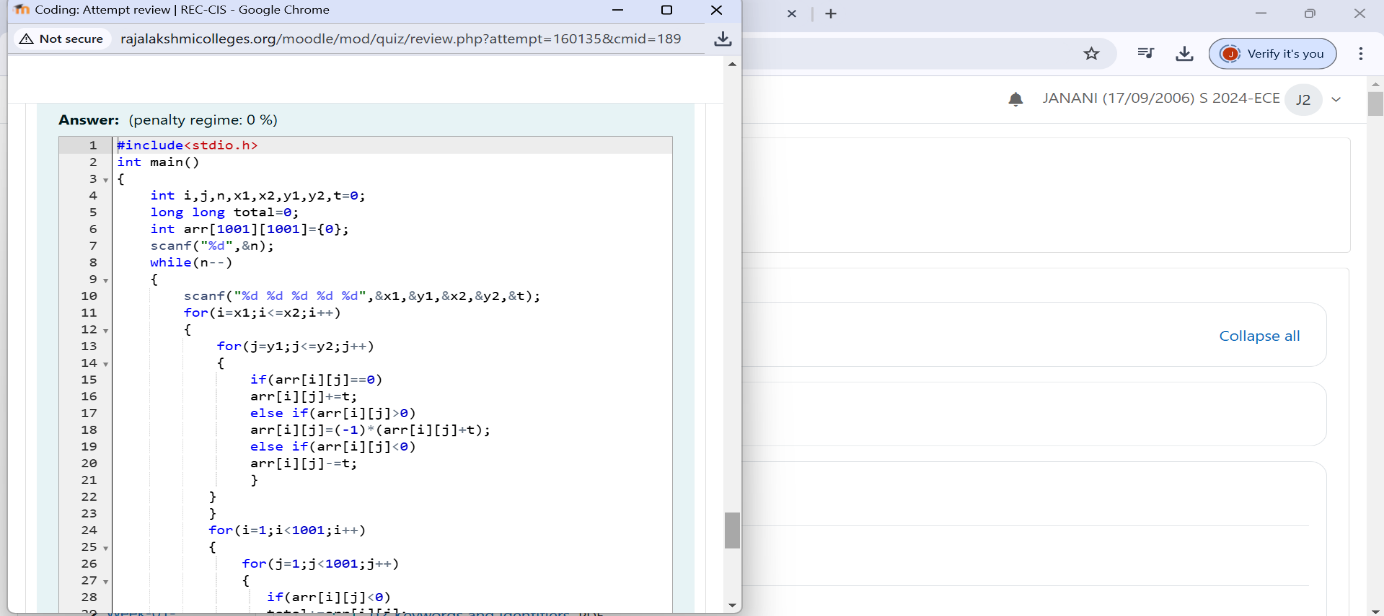 Coding: Attempt review | REC-CIS - Google Chrome
Not secure rajalakshmicolleges.org/moodle/mod/quiz/review.php?attempt=160135&cmid=189
Verify it's you
JANANI (17/09/2006) S 2024-ECE J2
Answer: (penalty regime: 0 %)
1 #include<stdio.h>
2 int main()
3 {
4 int i,j,n,x1,x2,y1,y2,t=0;
5 long long total=0;
6 int arr[1001][1001]={0};
7 scanf("%d",&n);
8 while(n--)
9 {
10 scanf("%d %d %d %d %d",&x1,&y1,&x2,&y2,&t);
11 for(i=x1;i<=x2;i++)
12 {
13 for(j=y1;j<=y2;j++)
14 {
15 if(arr[i][j]==0)
16 arr[i][j]+=t;
17 else if(arr[i][j]>0)
18 arr[i][j]=(-1)*(arr[i][j]+t);
19 else if(arr[i][j]<0)
20 arr[i][j]-=t;
21 }
22 }
23 }
24 for(i=1;i<1001;i++)
25 {
26 for(j=1;j<1001;j++)
27 {
28 if(arr[i][j]<0)
Collapse all